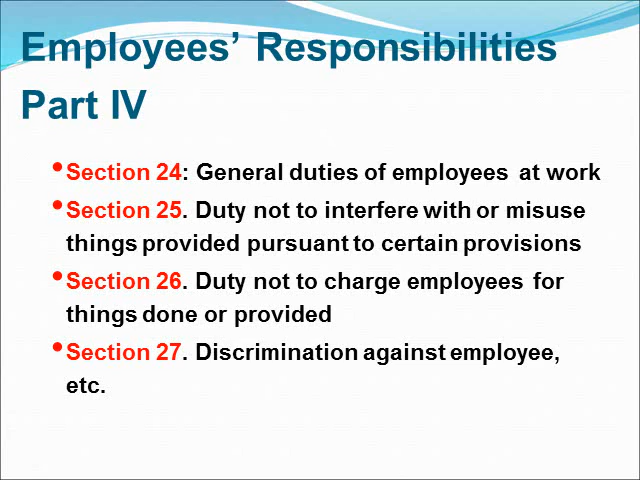 Employees’ Responsibilities
Part IV
•Section 24: General duties of employees at work
•Section 25. Duty not to interfere with or misuse
things provided pursuant to certain provisions
•Section 26. Duty not to charge employees for
things done or provided
•Section 27. Discrimination against employee,
etc.